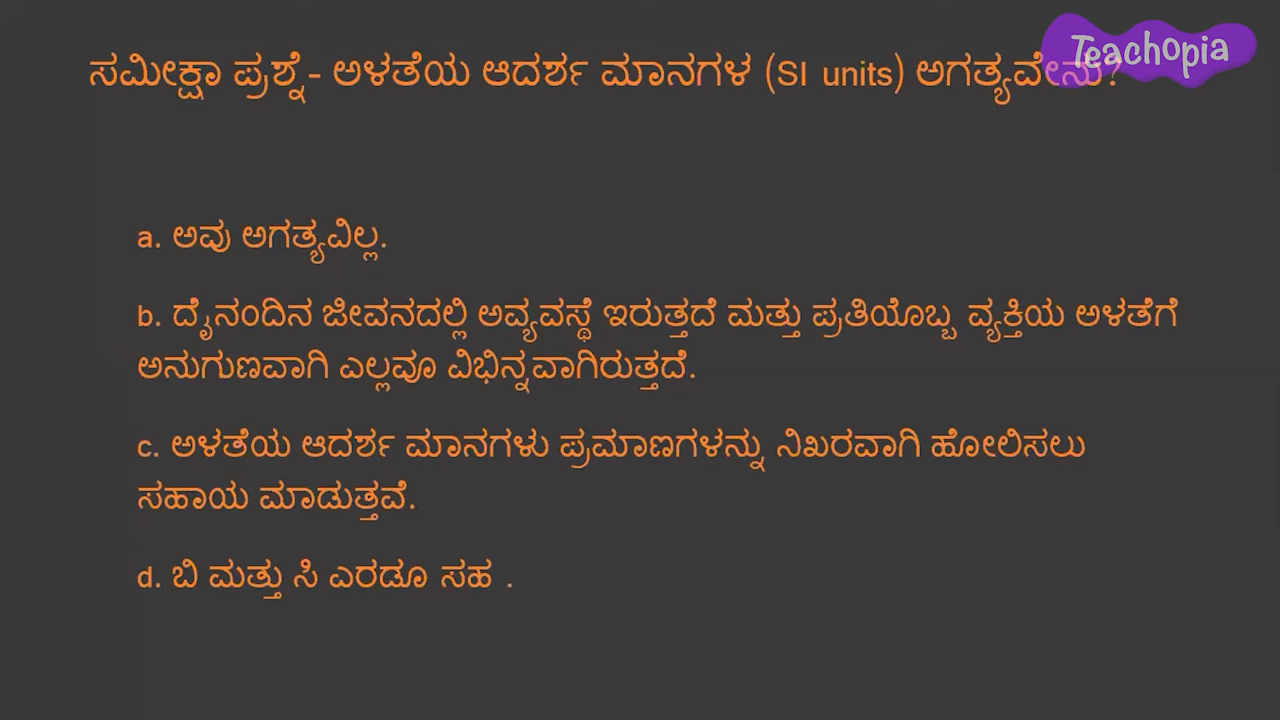 ಸಮೀಕ್ಷಾ ಪ್ರಶ್ನೆ- ಅಳತೆಯ ಆದರ್ಶ ಮಾನಗಳ (SI units) ಅಗತ್ಯವೇನು?
Teachopia
a. ಅವು ಅಗತ್ಯವಿಲ್ಲ.
b. ದೈನಂದಿನ ಜೀವನದಲ್ಲಿ ಅವ್ಯವಸ್ಥೆ ಇರುತ್ತದೆ ಮತ್ತು ಪ್ರತಿಯೊಬ್ಬ ವ್ಯಕ್ತಿಯ ಅಳತೆಗೆ
ಅನುಗುಣವಾಗಿ ಎಲ್ಲವೂ ವಿಭಿನ್ನವಾಗಿರುತ್ತದೆ.
c. ಅಳತೆಯ ಆದರ್ಶ ಮಾನಗಳು ಪ್ರಮಾಣಗಳನ್ನು ನಿಖರವಾಗಿ ಹೋಲಿಸಲು
ಸಹಾಯ ಮಾಡುತ್ತವೆ.
d. ಬಿ ಮತ್ತು ಸಿ ಎರಡೂ ಸಹ .